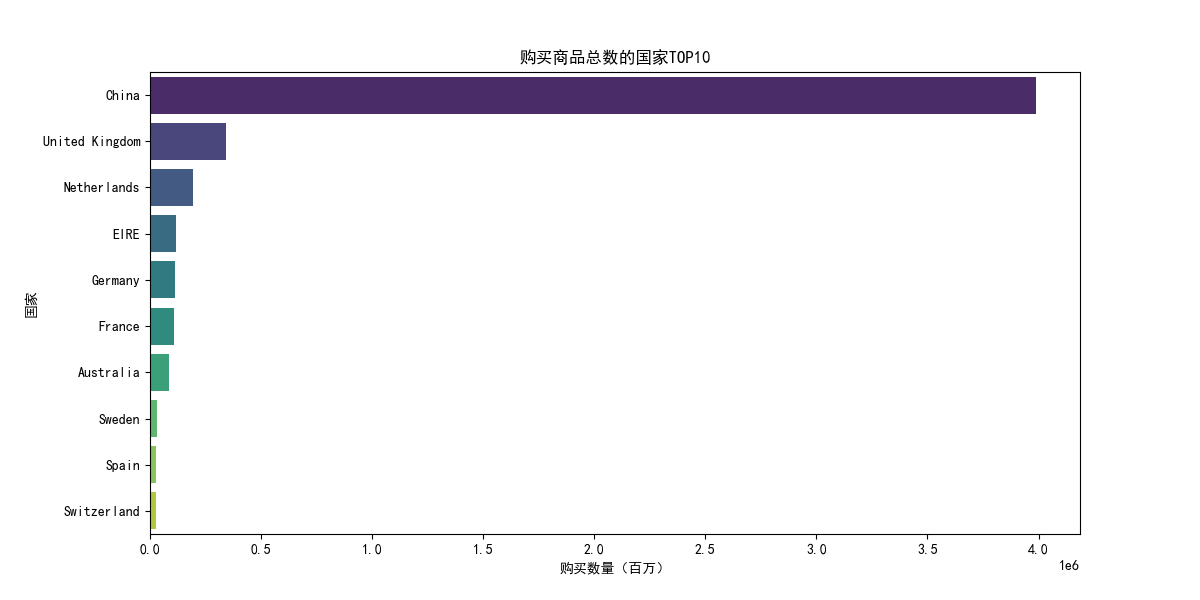 购买商品总数的国家TOP10
China
United Kingdom
Netherlands
EIRE
Germany
France
Australia
Sweden
Spain
Switzerland
国家
0.0 0.5 1.0 1.5 2.0 2.5 3.0 3.5 4.0
购买数量（百万）
1e6